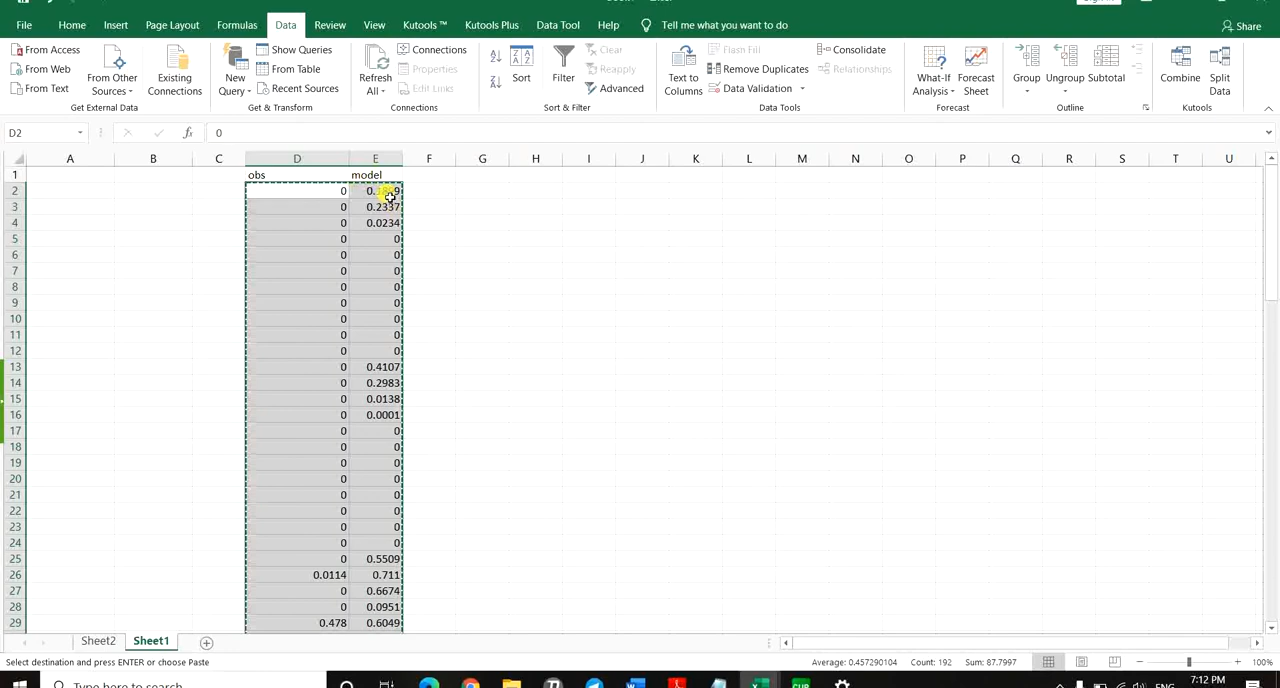 File Home Insert Page Layout Formulas Data Review View Kutools ™ Kutools Plus Data Tool Help Tell me what you want to do Share
From Access
From Web
From Text
From Other Sources
Existing Connections
Get External Data
New Query
Show Queries
From Table
Recent Sources
Get & Transform
Refresh All
Connections
Properties
Edit Links
Connections
Sort
Filter
Clear
Reapply
Advanced
Sort & Filter
Text to Columns
Flash Fill
Remove Duplicates
Data Validation
Consolidate
Relationships
Data Tools
What-If Analysis
Forecast Sheet
Forecast
Group
Ungroup
Subtotal
Outline
Combine
Split Data
Kutools
D2 fx 0
A B C D E F G H I J K L M N O P Q R S T U
1 obs model
2 0
3 0 0.2337
4 0 0.0234
5 0 0
6 0 0
7 0 0
8 0 0
9 0 0
10 0 0
11 0 0
12 0 0
13 0 0.4107
14 0 0.2983
15 0 0.0138
16 0 0.0001
17 0 0
18 0 0
19 0 0
20 0 0
21 0 0
22 0 0
23 0 0
24 0 0
25 0 0.5509
26 0.0114 0.711
27 0 0.6674
28 0 0.0951
29 0.478 0.6049
Sheet2 Sheet1
Select destination and press ENTER or choose Paste Average: 0.457290104 Count: 192 Sum: 87.7997 100%
Type here to search ENG 7:12 PM